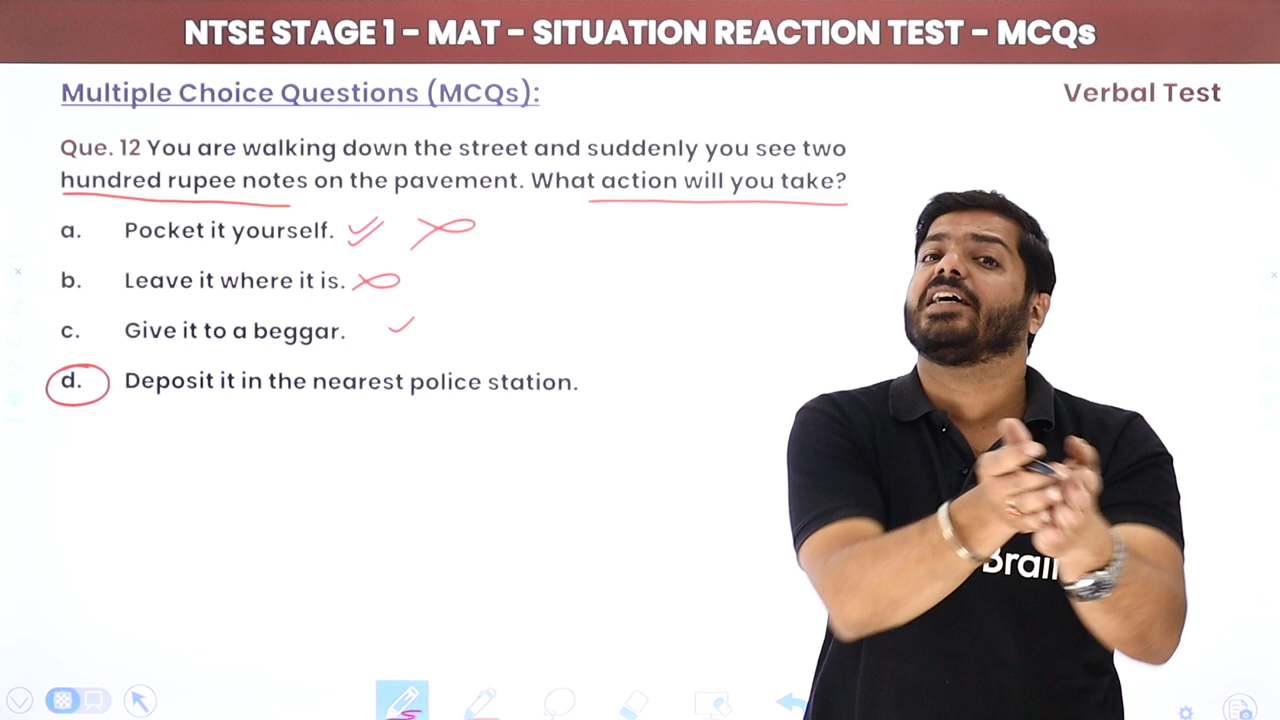 NTSE STAGE 1 – MAT – SITUATION REACTION TEST – MCQs
Multiple Choice Questions (MCQs):
Verbal Test
Que. 12 You are walking down the street and suddenly you see two
hundred rupee notes on the pavement. What action will you take?
a. Pocket it yourself.
b. Leave it where it is.
c. Give it to a beggar.
d. Deposit it in the nearest police station.